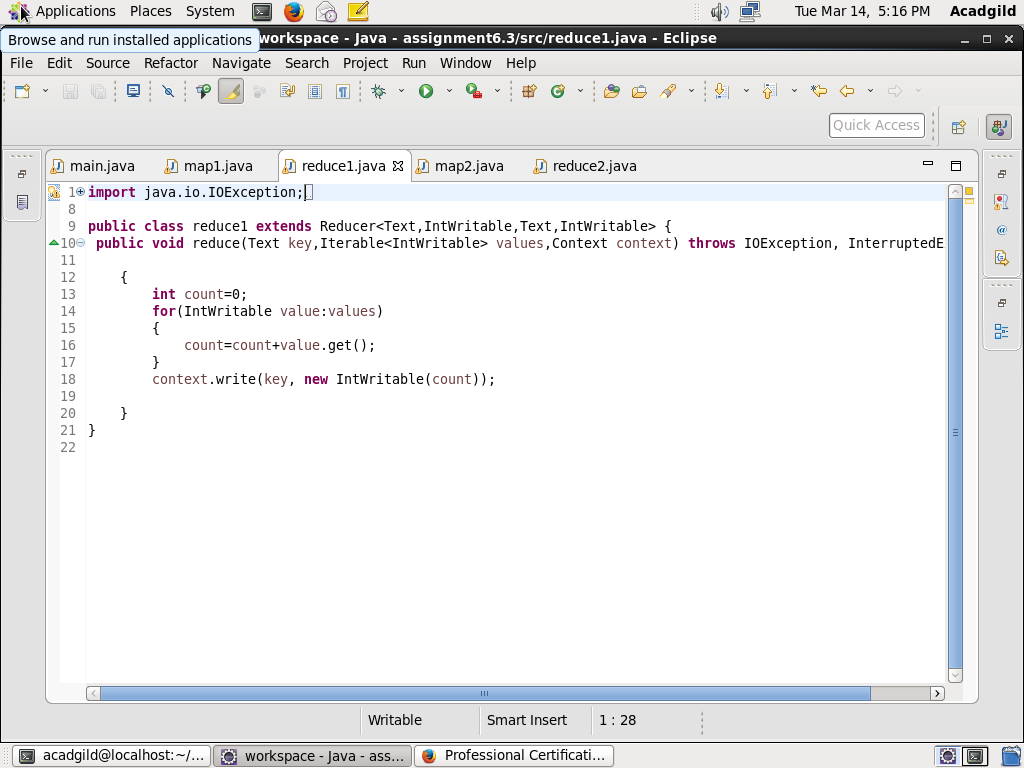 Applications Places System Tue Mar 14, 5:16 PM Acadgild
Browse and run installed applications
workspace - Java - assignment6.3/src/reduce1.java - Eclipse
File Edit Source Refactor Navigate Search Project Run Window Help
Quick Access
main.java map1.java reduce1.java map2.java reduce2.java
1 import java.io.IOException;
8
9 public class reduce1 extends Reducer<Text,IntWritable,Text,IntWritable> {
10 public void reduce(Text key,Iterable<IntWritable> values,Context context) throws IOException, InterruptedE
11
12 {
13 int count=0;
14 for(IntWritable value:values)
15 {
16 count=count+value.get();
17 }
18 context.write(key, new IntWritable(count));
19
20 }
21 }
22
Writable Smart Insert 1 : 28
acadgild@localhost:~/... workspace - Java - ass... Professional Certificati...